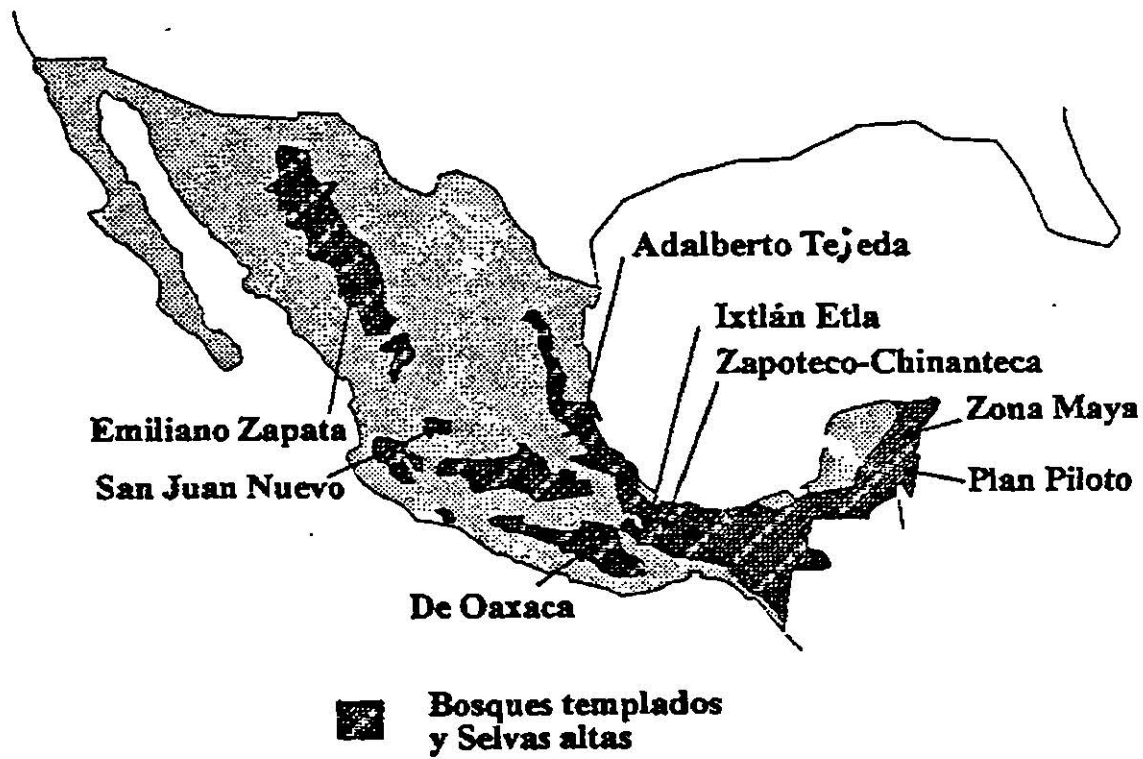 Adalberto Tejeda
Ixtlán Etla
Zapoteco-Chinanteca
Zona Maya
Emiliano Zapata
San Juan Nuevo
Plan Piloto
De Oaxaca
Bosques templados
y Selvas altas